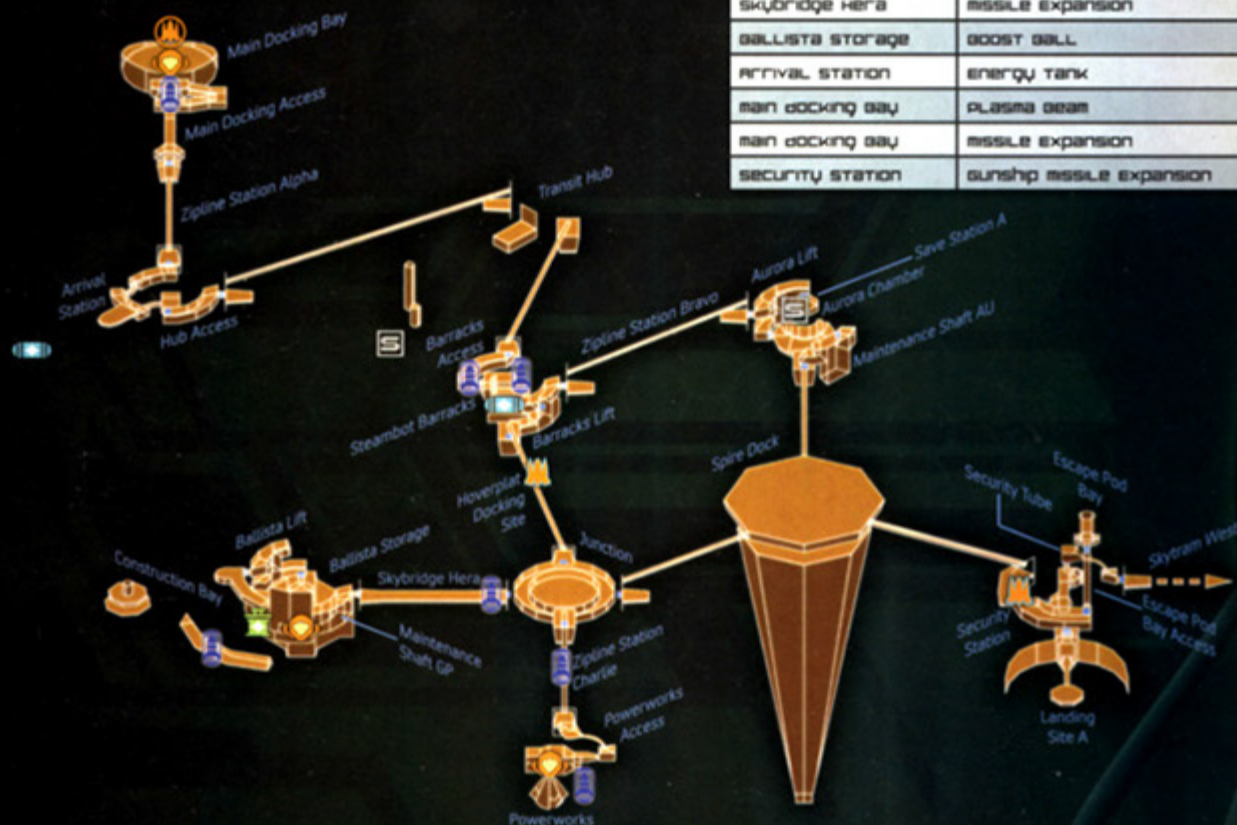 Skybridge Hera
Missile Expansion
Ballista Storage
Boost Ball
Arrival Station
Energy Tank
Main Docking Bay
Plasma Beam
Main Docking Bay
Missile Expansion
Security Station
Gunship Missile Expansion
Main Docking Bay
Main Docking Access
Zipline Station Alpha
Transit Hub
Arrival
Station
Hub Access
S
Barracks
Access
Zipline Station Bravo
Aurora Lift
Save Station A
S
Aurora Chamber
Maintenance Shaft AU
Steambot Barracks
Barracks Lift
Spire Dock
Hoverplat
Docking
Site
Security Tube
Escape Pod
Bay
Skytram West
Ballista Lift
Ballista Storage
Construction Bay
Skybridge Hera
Junction
Maintenance
Shaft GP
Zipline Station
Charlie
Security
Station
Escape Pod
Bay Access
Powerworks
Access
Landing
Site A
Powerworks